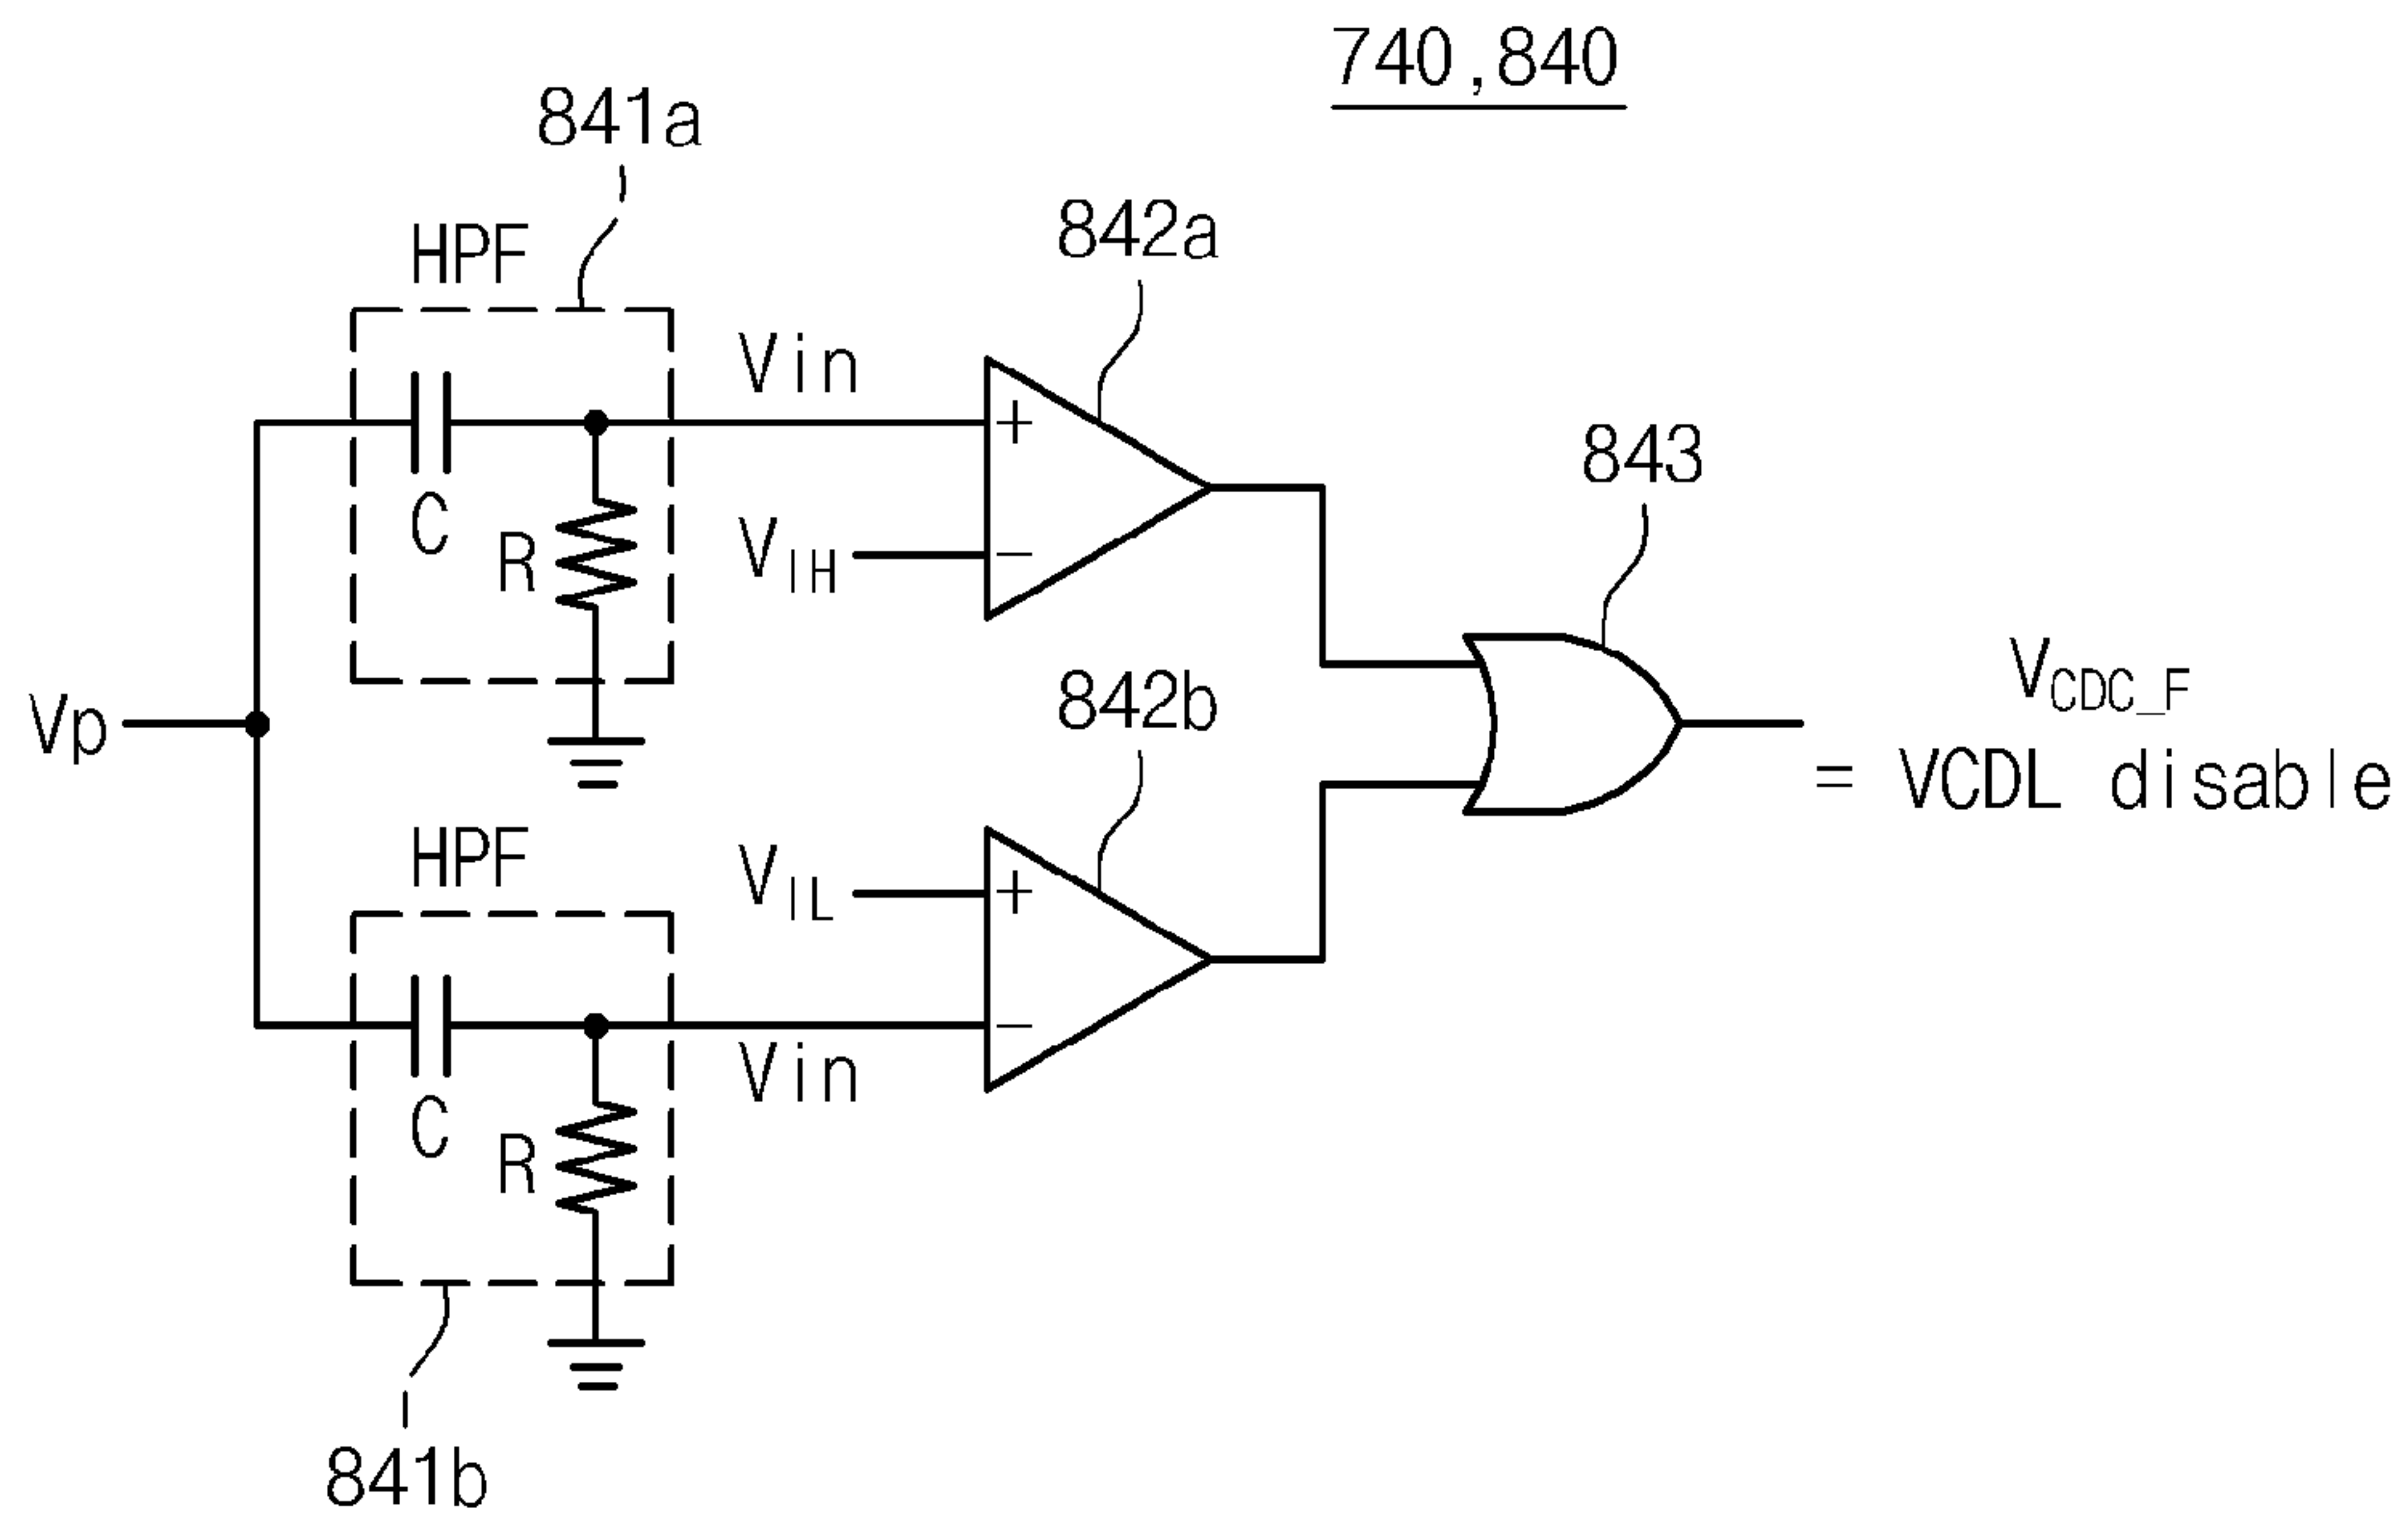 740,840
841a
HPF
842a
Vin
+
843
C
R
V_IH
−
Vp
842b
V_CDC_F
= VCDL disable
HPF
V_IL
+
−
Vin
C
R
841b